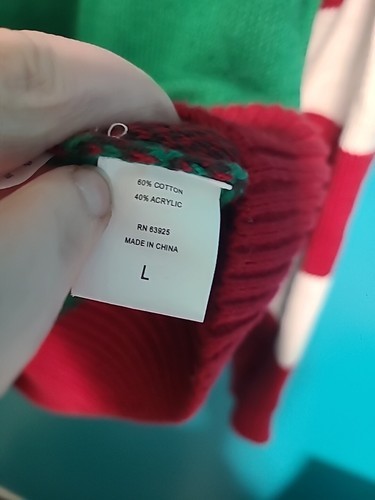 60% COTTON
40% ACRYLIC
RN 63925
MADE IN CHINA
L